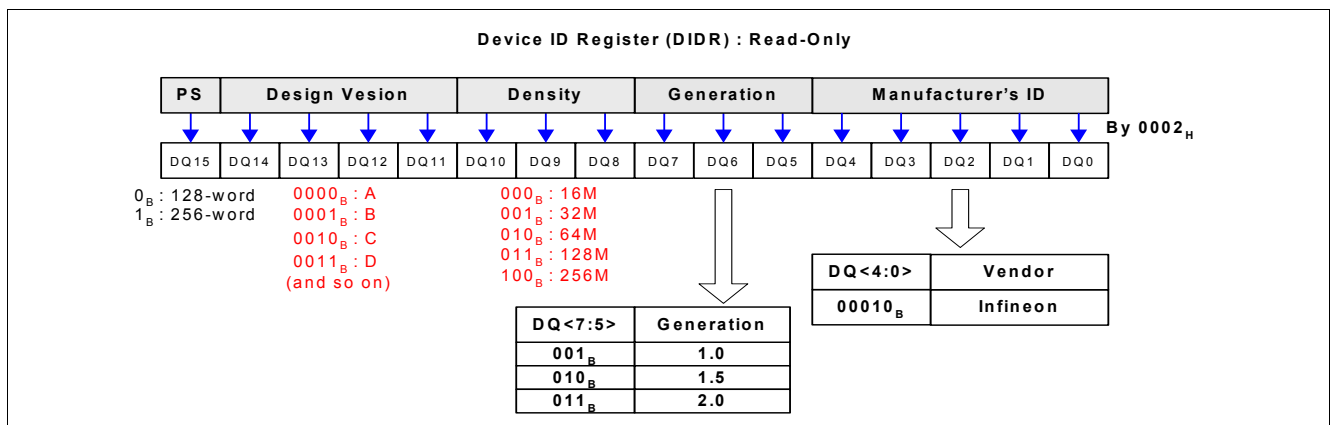 Device ID Register (DIDR) : Read-Only
PS Design Vesion Density Generation Manufacturer's ID
By 0002H
DQ15 DQ14 DQ13 DQ12 DQ11 DQ10 DQ9 DQ8 DQ7 DQ6 DQ5 DQ4 DQ3 DQ2 DQ1 DQ0
0B : 128-word
1B : 256-word
0000B : A
0001B : B
0010B : C
0011B : D
(and so on)
000B : 16M
001B : 32M
010B : 64M
011B : 128M
100B : 256M
DQ<7:5> Generation
001B 1.0
010B 1.5
011B 2.0
DQ<4:0> Vendor
00010B Infineon